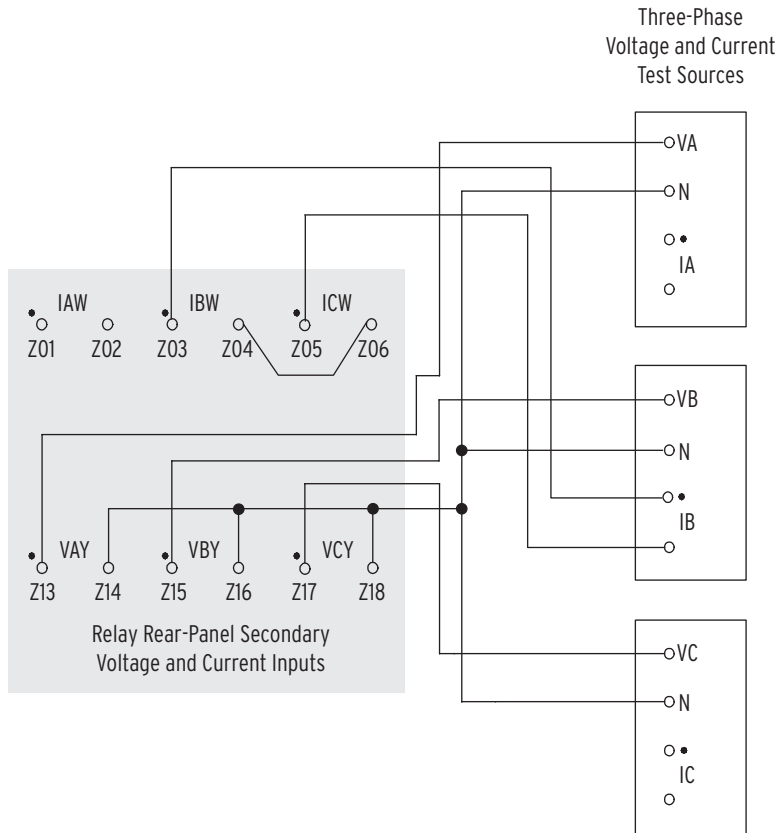 Three-Phase
Voltage and Current
Test Sources
VA
N
IA
IAW IBW ICW
Z01 Z02 Z03 Z04 Z05 Z06
VB
N
IB
VAY VBY VCY
Z13 Z14 Z15 Z16 Z17 Z18
Relay Rear-Panel Secondary
Voltage and Current Inputs
VC
N
IC